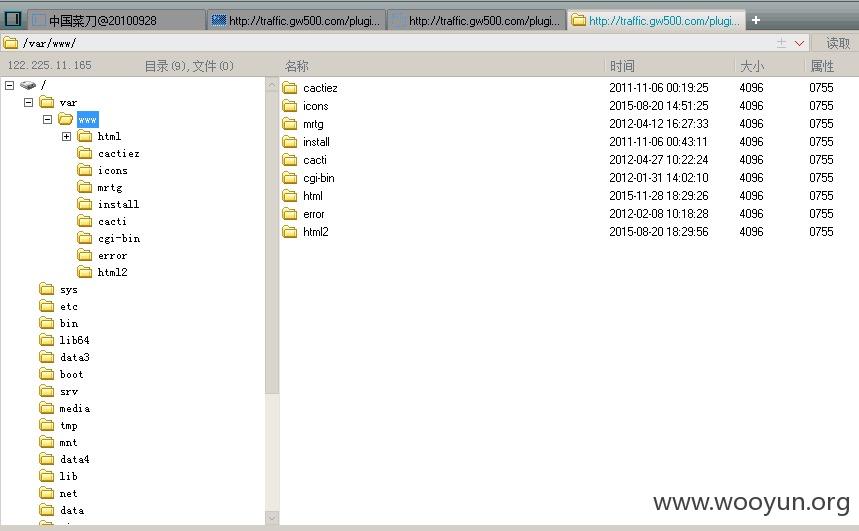 中国菜刀@20100928 http://traffic.gw500.com/plugi... http://traffic.gw500.com/plugi... http://traffic.gw500.com/plugi...
/var/www/ 读取
122.225.11.165 目录(9),文件(0) 名称 时间 大小 属性
/
var
www
html
cactiez
icons
mrtg
install
cacti
cgi-bin
error
html2
sys
etc
bin
lib64
data3
boot
srv
media
tmp
mnt
data4
lib
net
data
cactiez 2011-11-06 00:19:25 4096 0755
icons 2015-08-20 14:51:25 4096 0755
mrtg 2012-04-12 16:27:33 4096 0755
install 2011-11-06 00:43:11 4096 0755
cacti 2012-04-27 10:22:24 4096 0755
cgi-bin 2012-01-31 14:02:10 4096 0755
html 2015-11-28 18:29:26 4096 0755
error 2012-02-08 10:18:28 4096 0755
html2 2015-08-20 18:29:56 4096 0755
www.wooyun.org